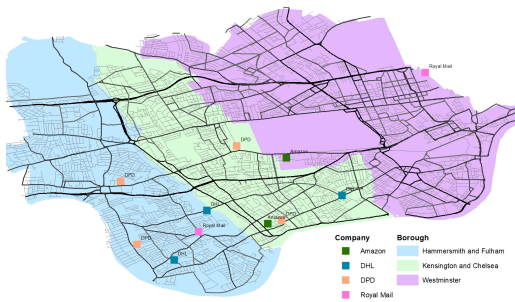 Royal Mail
DPD
Amazon
DPD
DHL
DHL
Amazon
DPD
Royal Mail
DPD
DHL
Company
Amazon
DHL
DPD
Royal Mail
Borough
Hammersmith and Fulham
Kensington and Chelsea
Westminster